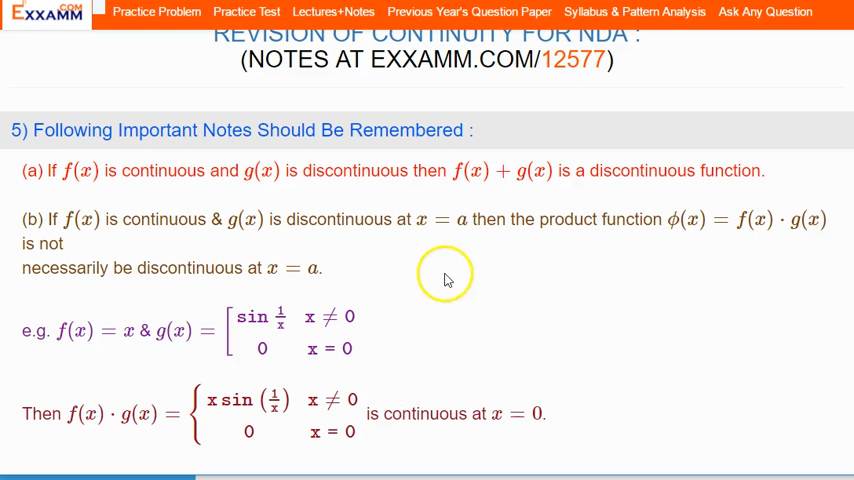 EXXAMM.COM Practice Problem Practice Test Lectures+Notes Previous Year's Question Paper Syllabus & Pattern Analysis Ask Any Question
REVISION OF CONTINUITY FOR NDA :
(NOTES AT EXXAMM.COM/12577)
5) Following Important Notes Should Be Remembered :
(a) If f(x) is continuous and g(x) is discontinuous then f(x) + g(x) is a discontinuous function.
(b) If f(x) is continuous & g(x) is discontinuous at x = a then the product function ϕ(x) = f(x) · g(x)
is not
necessarily be discontinuous at x = a.
e.g. f(x) = x & g(x) = [ sin 1/x x ≠ 0
0 x = 0
Then f(x) · g(x) = { x sin (1/x) x ≠ 0 is continuous at x = 0.
0 x = 0